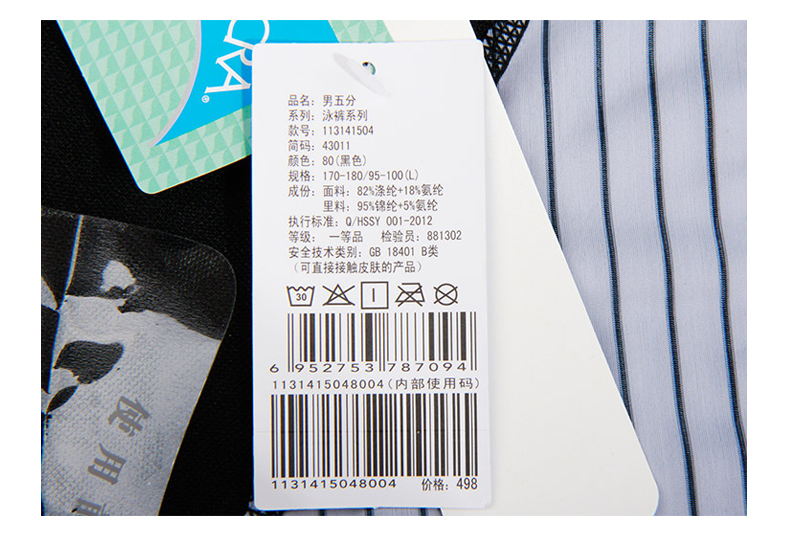 品名: 男五分
系列: 泳裤系列
款号: 113141504
简码: 43011
颜色: 80(黑色)
规格: 170-180/95-100(L)
成份: 面料: 82%涤纶+18%氨纶
里料: 95%锦纶+5%氨纶
执行标准: Q/HSSY 001-2012
等级: 一等品 检验员: 881302
安全技术类别: GB 18401 B类
(可直接接触皮肤的产品)
30
6 952753 787094
1131415048004(内部使用码)
1131415048004 价格: 498
使用前